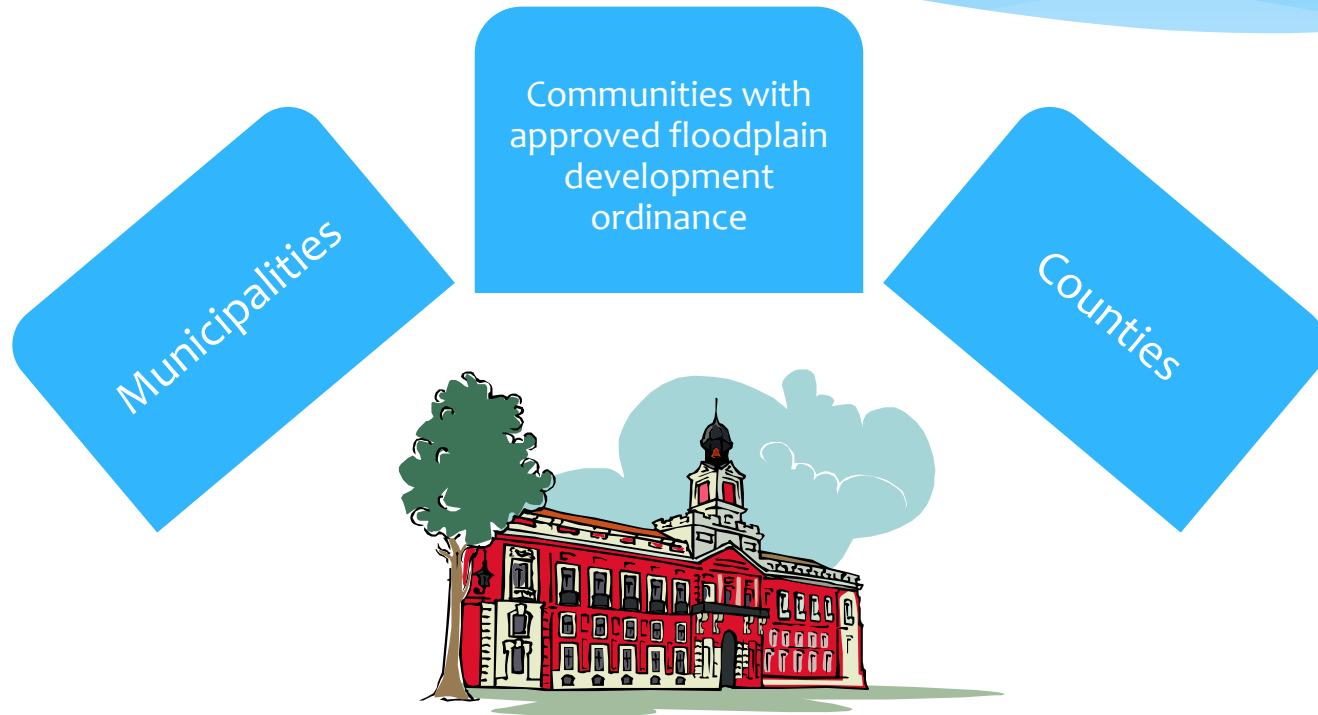 Municipalities
Communities with
approved floodplain
development
ordinance
Counties